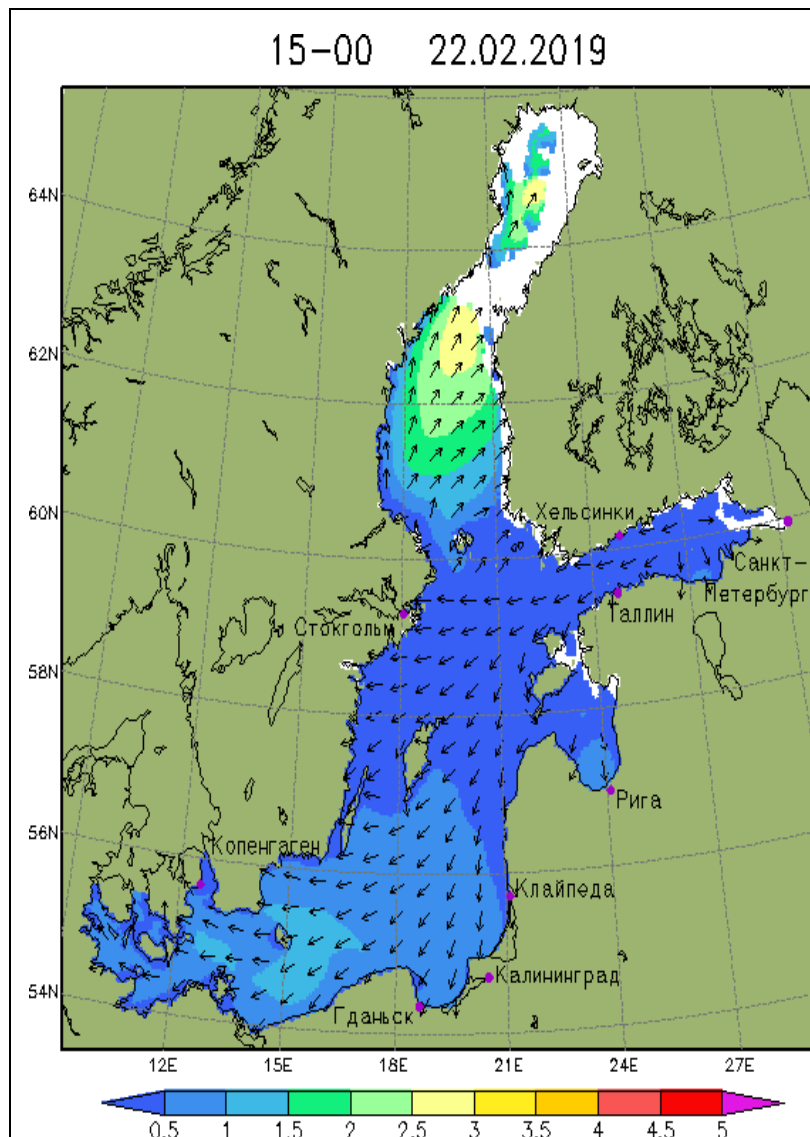 15-00 22.02.2019
64N
62N
60N
Хельсинки
Санкт-
Петербург
Таллин
Стокгольм
58N
Рига
56N
Копенгаген
Клайпеда
Калининград
54N
Гданьск
12E 15E 18E 21E 24E 27E
0.5 1 1.5 2 2.5 3 3.5 4 4.5 5